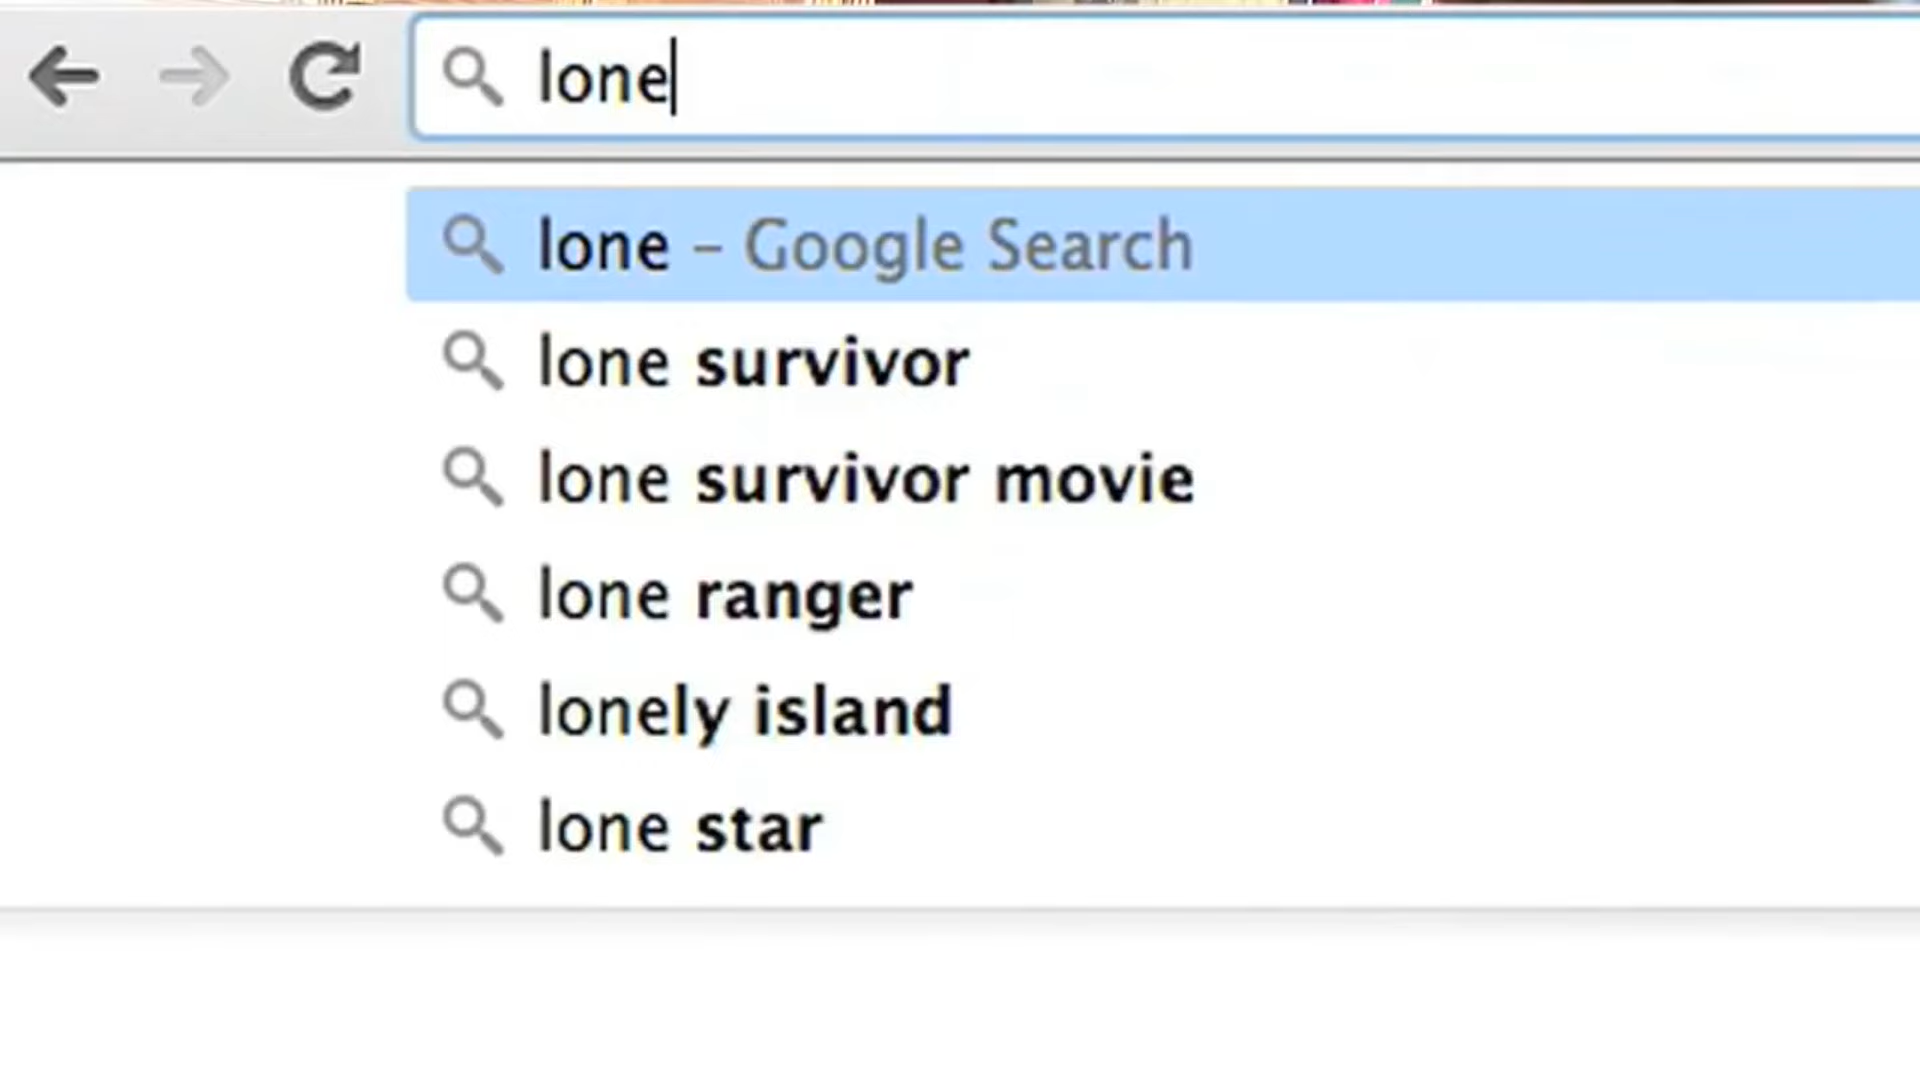 lone
lone – Google Search
lone survivor
lone survivor movie
lone ranger
lonely island
lone star